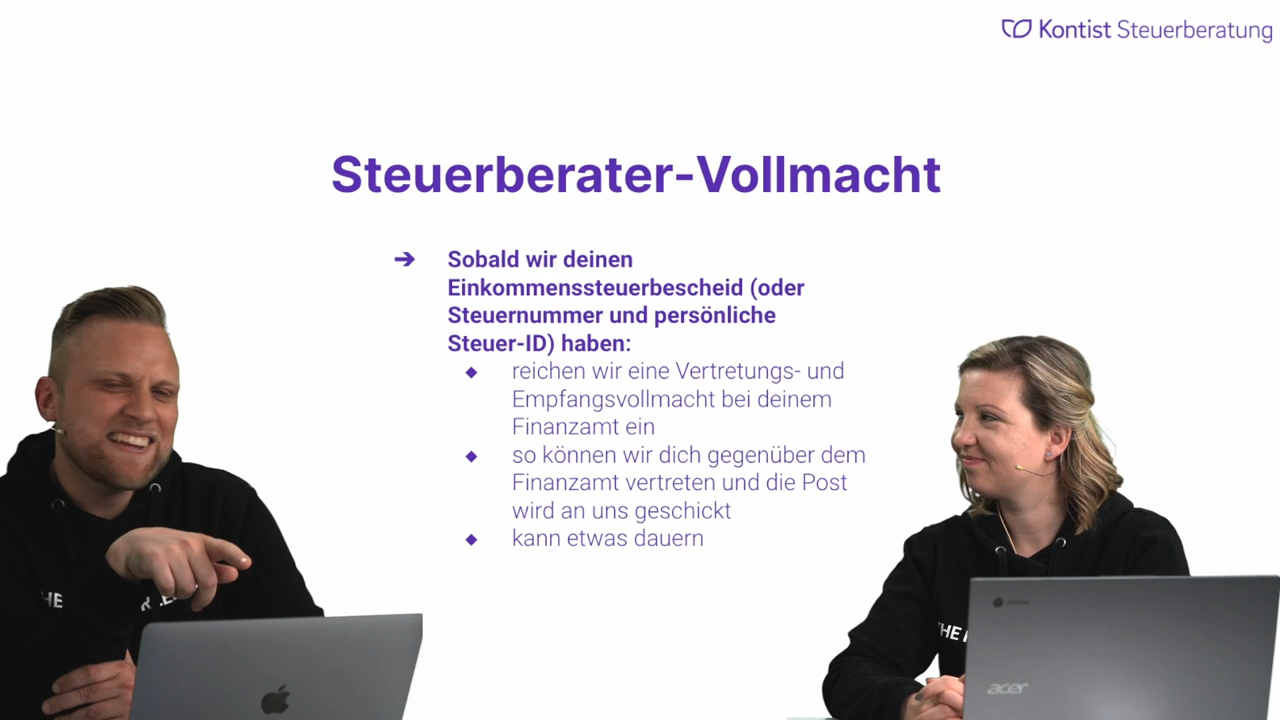 Kontist Steuerberatung
Steuerberater-Vollmacht
➔ Sobald wir deinen
Einkommenssteuerbescheid (oder
Steuernummer und persönliche
Steuer-ID) haben:
◆ reichen wir eine Vertretungs- und
Empfangsvollmacht bei deinem
Finanzamt ein
◆ so können wir dich gegenüber dem
Finanzamt vertreten und die Post
wird an uns geschickt
◆ kann etwas dauern
THE
acer